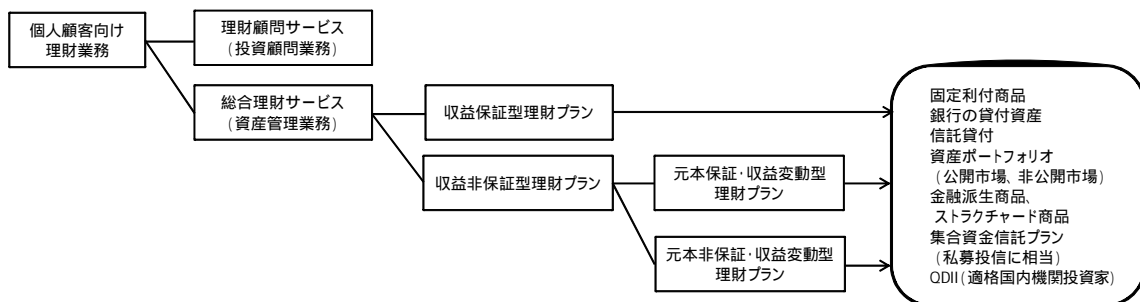 個人顧客向け
理財業務
理財顧問サービス
(投資顧問業務)
総合理財サービス
(資産管理業務)
収益保証型理財プラン
収益非保証型理財プラン
元本保証・収益変動型
理財プラン
元本非保証・収益変動型
理財プラン
固定利付商品
銀行の貸付資産
信託貸付
資産ポートフォリオ
(公開市場、非公開市場)
金融派生商品、
ストラクチャード商品
集合資金信託プラン
(私募投信に相当)
QDII(適格国内機関投資家)